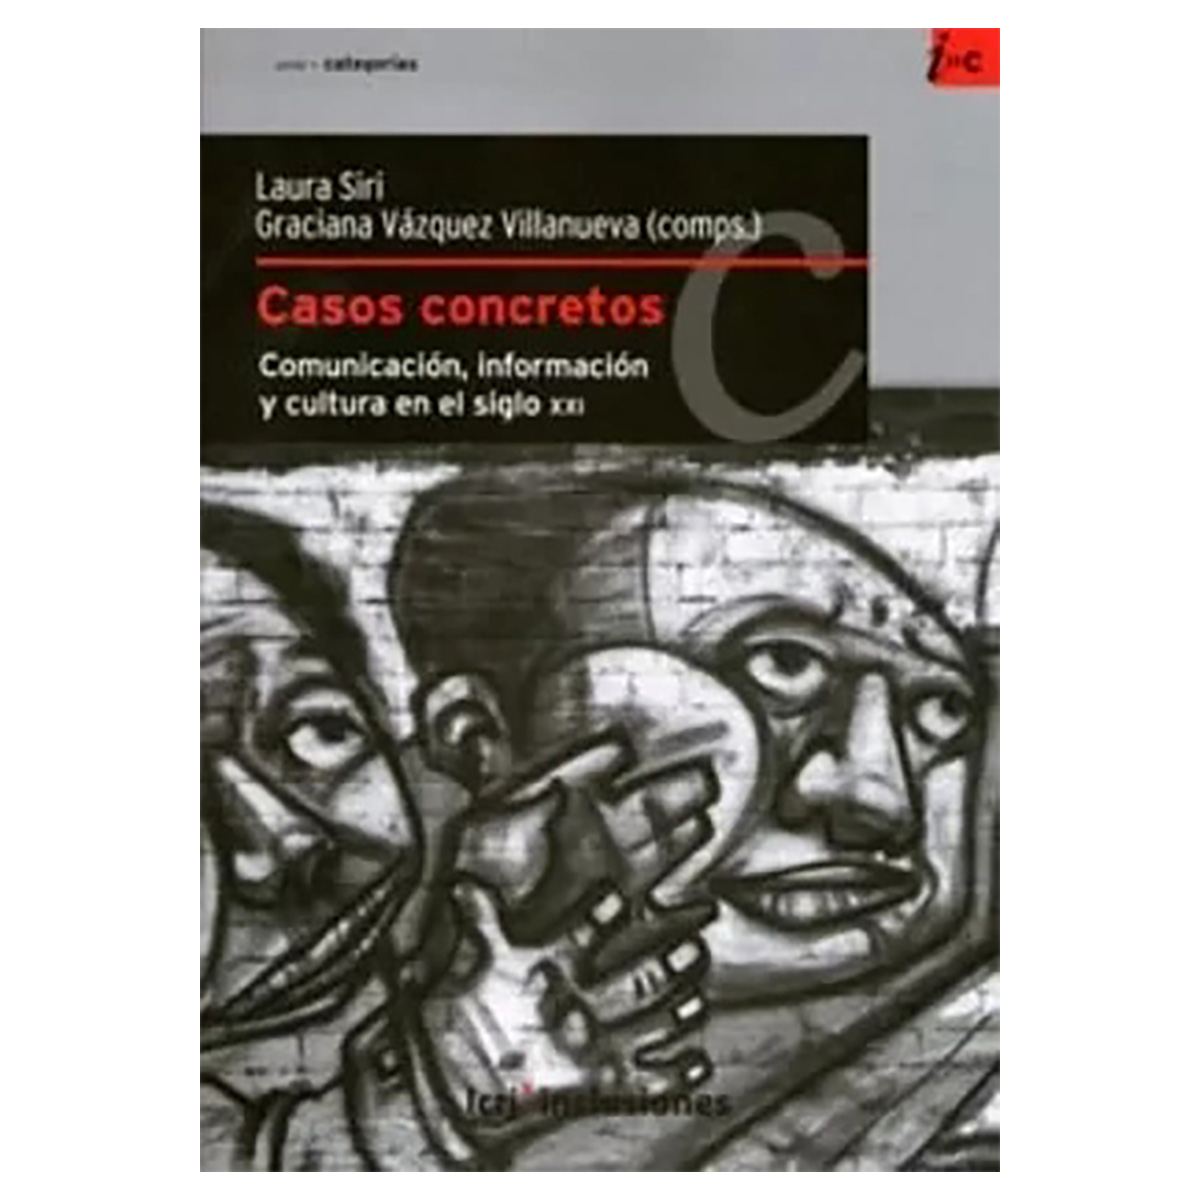 categorías
Laura Siri
Graciana Vázquez Villanueva (comps.)
Casos concretos
Comunicación, información
y cultura en el siglo XXI
C
inclusiones